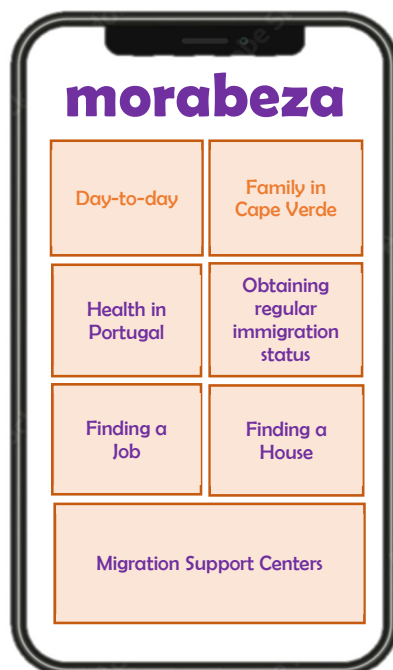 morabeza
Day-to-day
Family in
Cape Verde
Health in
Portugal
Obtaining
regular
immigration
status
Finding a
Job
Finding a
House
Migration Support Centers